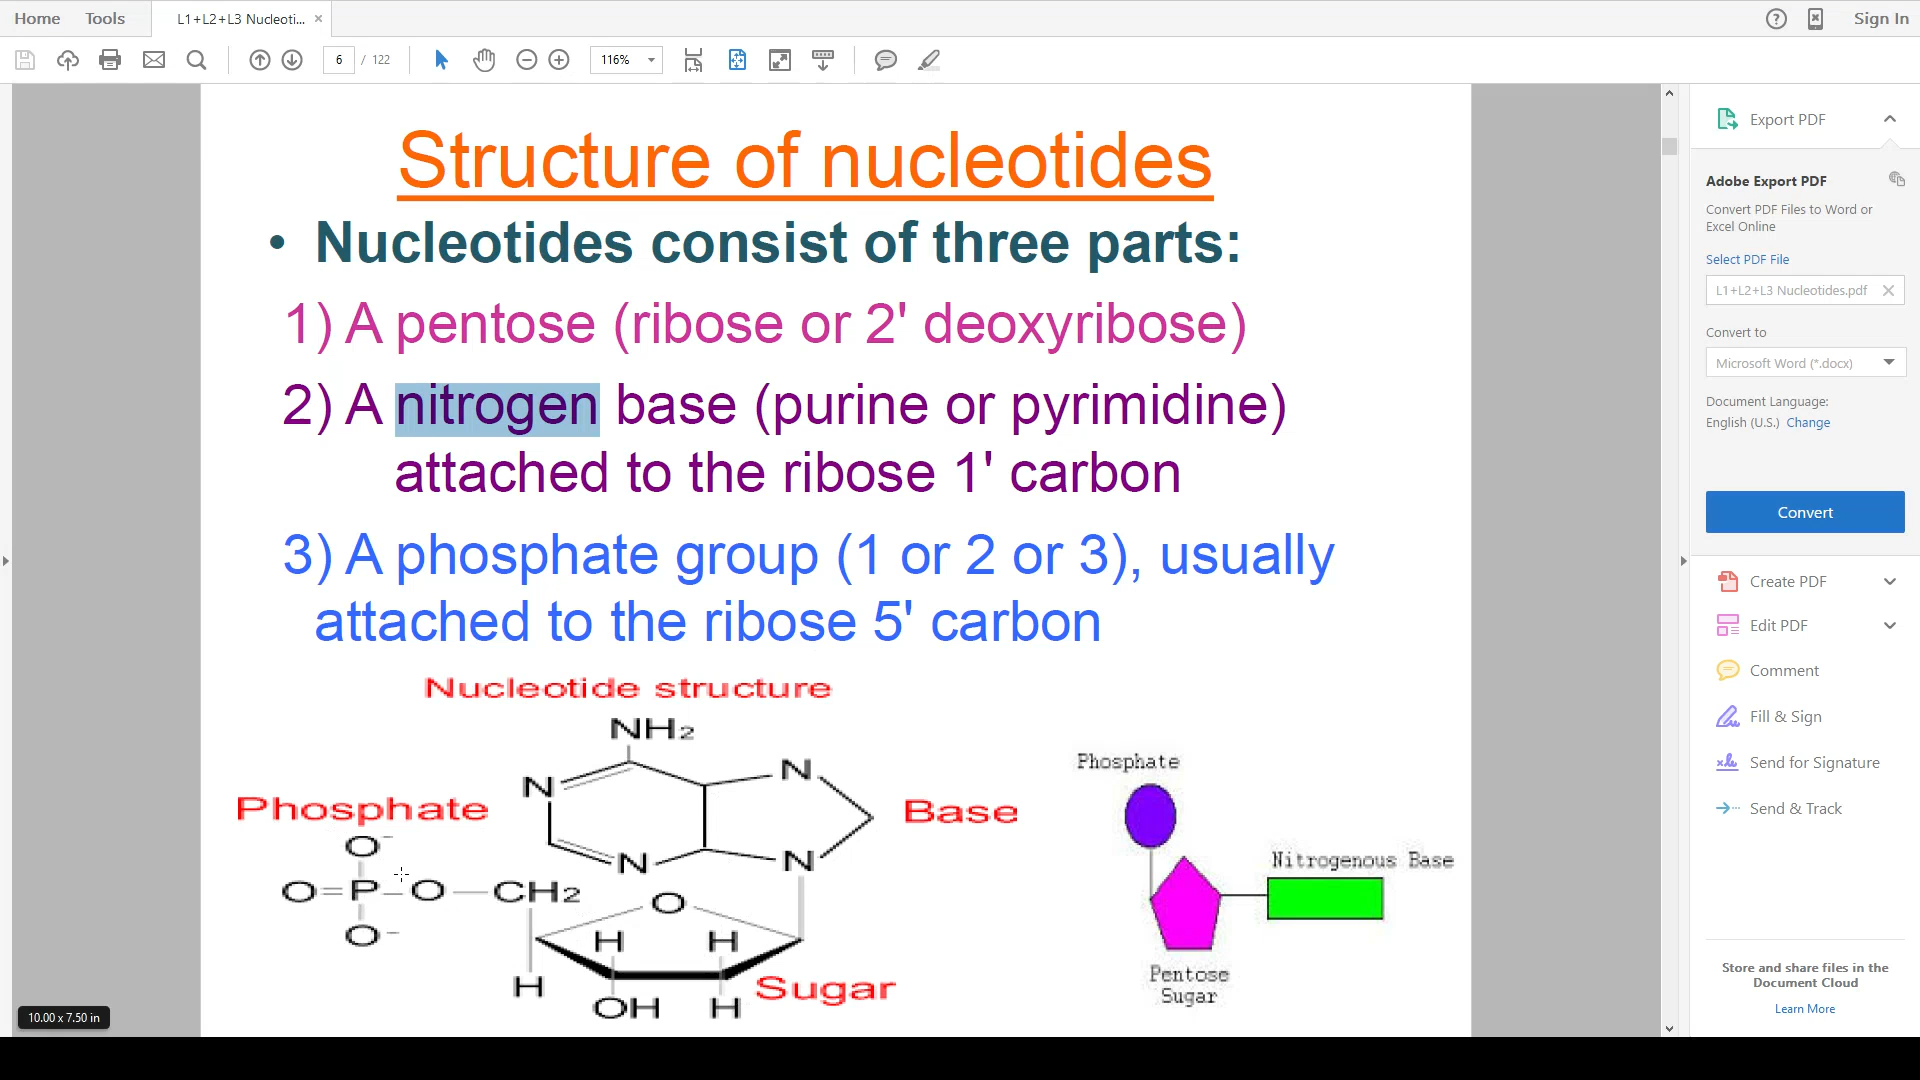 Home Tools L1+L2+L3 Nucleoti... × Sign In
6 / 122 116%
Structure of nucleotides
• Nucleotides consist of three parts:
1) A pentose (ribose or 2' deoxyribose)
2) A nitrogen base (purine or pyrimidine)
attached to the ribose 1' carbon
3) A phosphate group (1 or 2 or 3), usually
attached to the ribose 5' carbon
Nucleotide structure
NH2
N
N
Phosphate
Base
O-
N
N
O=P-O-CH2
O
O-
H
H
H
Sugar
OH
H
Phosphate
Nitrogenous Base
Pentose
Sugar
10.00 x 7.50 in
Export PDF
Adobe Export PDF
Convert PDF Files to Word or
Excel Online
Select PDF File
L1+L2+L3 Nucleotides.pdf
Convert to
Microsoft Word (*.docx)
Document Language:
English (U.S.) Change
Convert
Create PDF
Edit PDF
Comment
Fill & Sign
Send for Signature
Send & Track
Store and share files in the
Document Cloud
Learn More